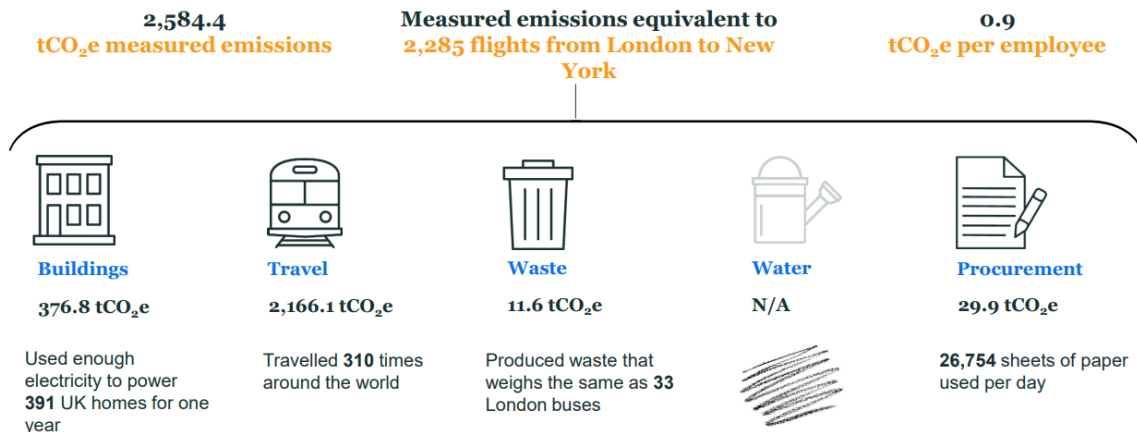 2,584.4
tCO₂e measured emissions
Measured emissions equivalent to
2,285 flights from London to New
York
0.9
tCO₂e per employee
Buildings
376.8 tCO₂e
Used enough
electricity to power
391 UK homes for one
year
Travel
2,166.1 tCO₂e
Travelled 310 times
around the world
Waste
11.6 tCO₂e
Produced waste that
weighs the same as 33
London buses
Water
N/A
Procurement
29.9 tCO₂e
26,754 sheets of paper
used per day